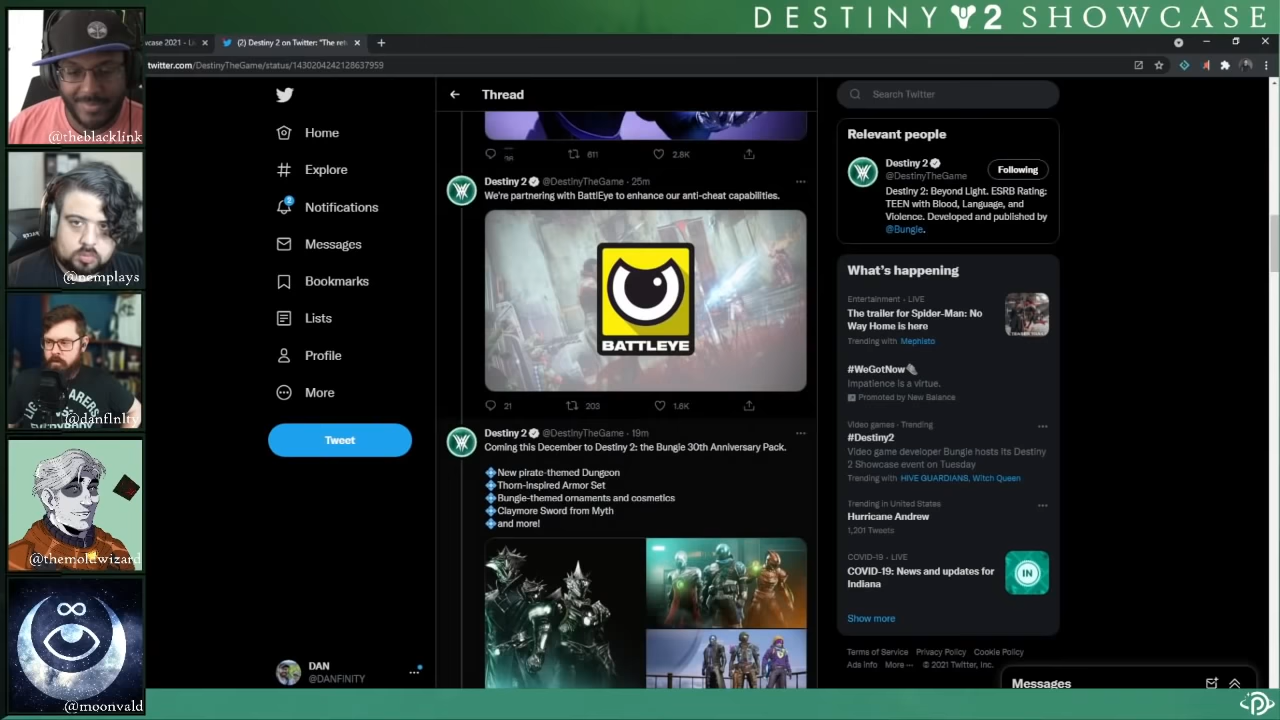 DESTINY 2 SHOWCASE
wcase 2021 - Li
(2) Destiny 2 on Twitter: "The ret
twitter.com/DestinyTheGame/status/1430204242128637959
@theblacklink
@nemplays
@danf1n1ty
@themoldwizard
@moonvald
Home
Explore
2
Notifications
Messages
Bookmarks
Lists
Profile
More
Tweet
DAN
@DANFINITY
Thread
611
2.8K
Destiny 2 @DestinyTheGame · 25m
We're partnering with BattlEye to enhance our anti-cheat capabilities.
BATTLEYE
21
203
1.6K
Destiny 2 @DestinyTheGame · 19m
Coming this December to Destiny 2: the Bungie 30th Anniversary Pack.
New pirate-themed Dungeon
Thorn-inspired Armor Set
Bungie-themed ornaments and cosmetics
Claymore Sword from Myth
and more!
Search Twitter
Relevant people
Destiny 2
@DestinyTheGame
Following
Destiny 2: Beyond Light. ESRB Rating:
TEEN with Blood, Language, and
Violence. Developed and published by
@Bungie.
What's happening
Entertainment · LIVE
The trailer for Spider-Man: No
Way Home is here
Trending with Mephisto
#WeGotNow
Impatience is a virtue.
Promoted by New Balance
Video games · Trending
#Destiny2
Video game developer Bungie hosts its Destiny
2 Showcase event on Tuesday
Trending with HIVE GUARDIANS, Witch Queen
Trending in United States
Hurricane Andrew
1,201 Tweets
COVID-19 · LIVE
COVID-19: News and updates for
Indiana
IN
Show more
Terms of Service Privacy Policy Cookie Policy
Ads info More ··· © 2021 Twitter, Inc.
Messages